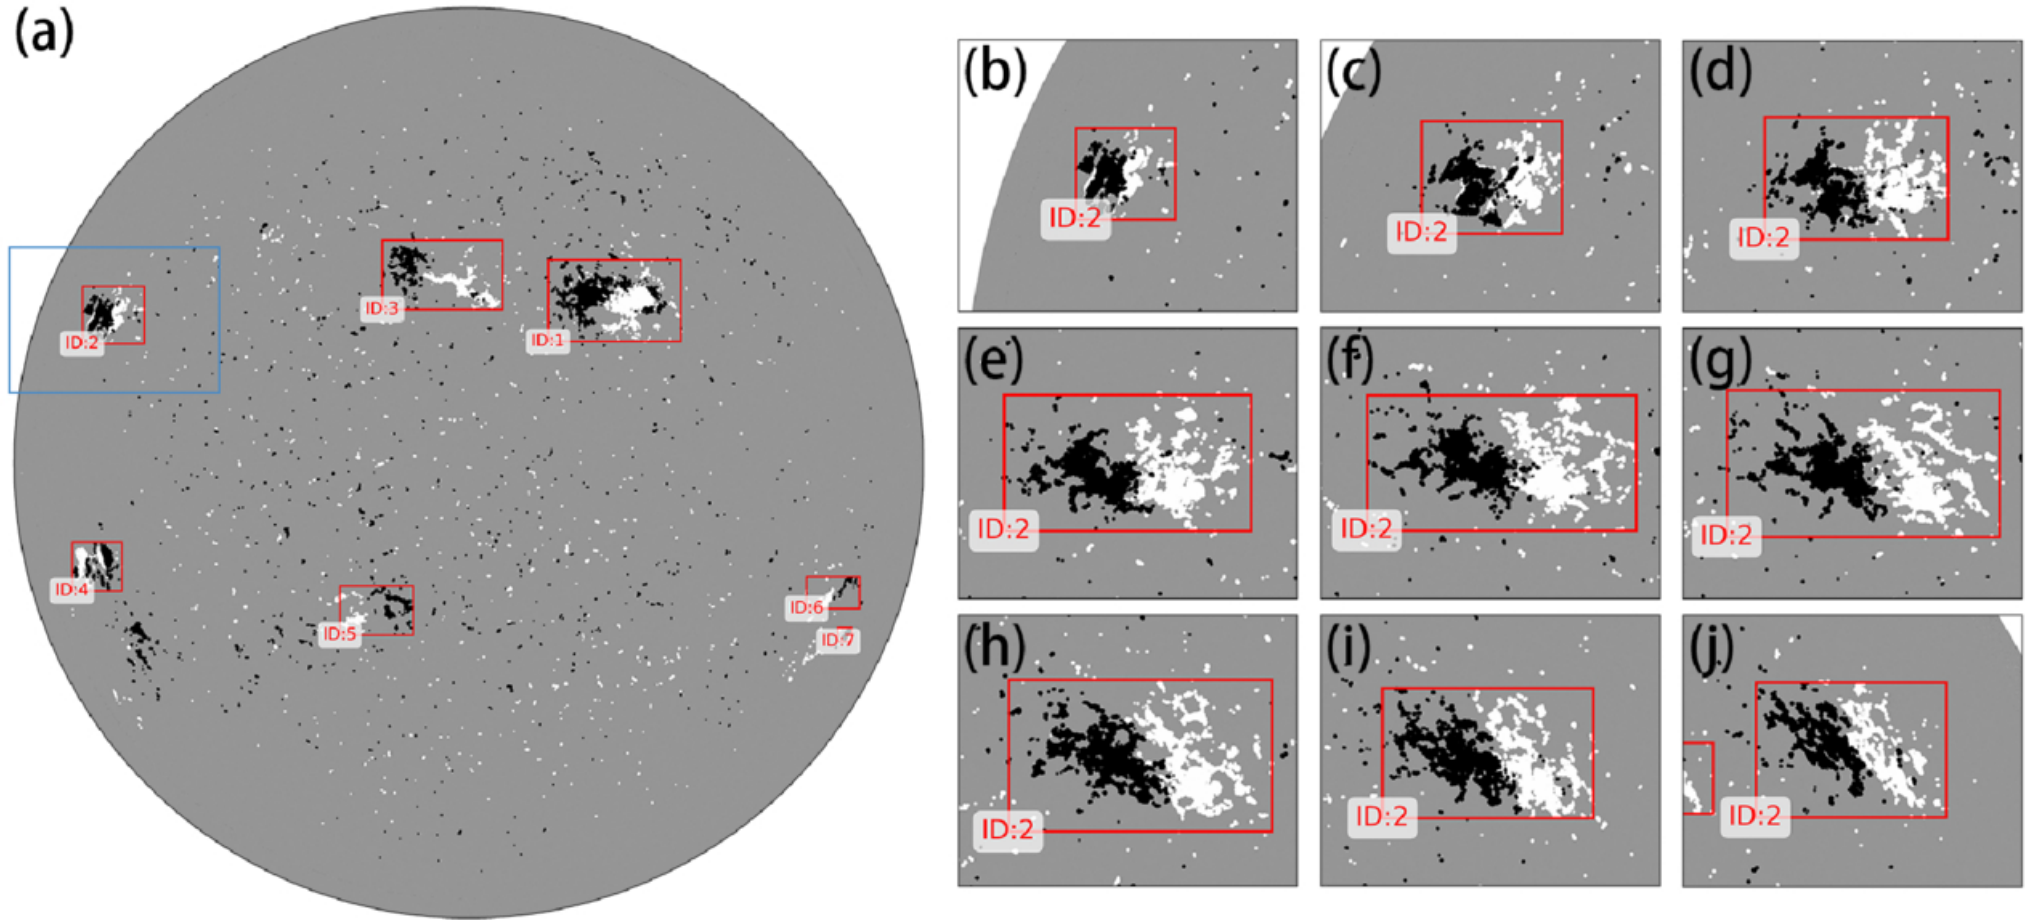 (a)
ID:2
ID:3
ID:1
ID:4
ID:5
ID:6
ID:7
(b)
ID:2
(c)
ID:2
(d)
ID:2
(e)
ID:2
(f)
ID:2
(g)
ID:2
(h)
ID:2
(i)
ID:2
(j)
ID:2